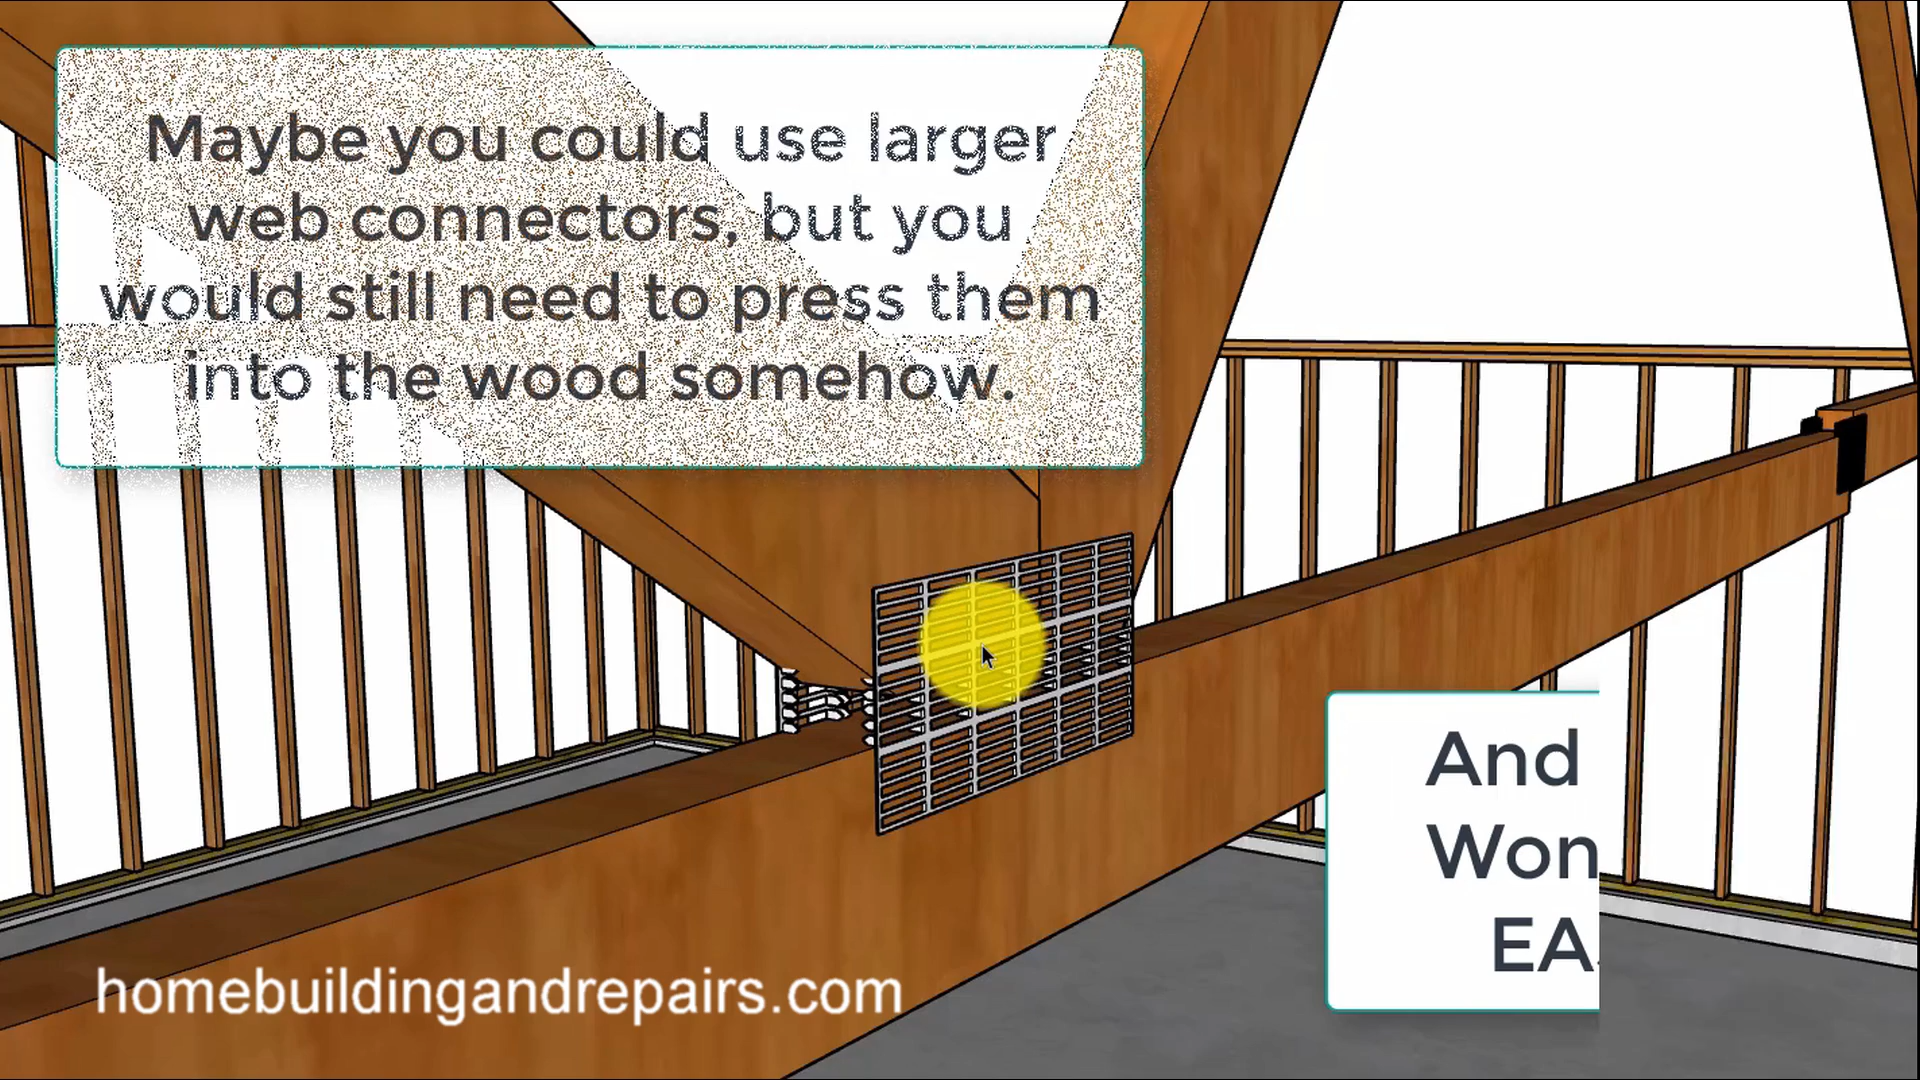 Maybe you could use larger
web connectors, but you
would still need to press them
into the wood somehow.
And
Won
EA
homebuildingandrepairs.com